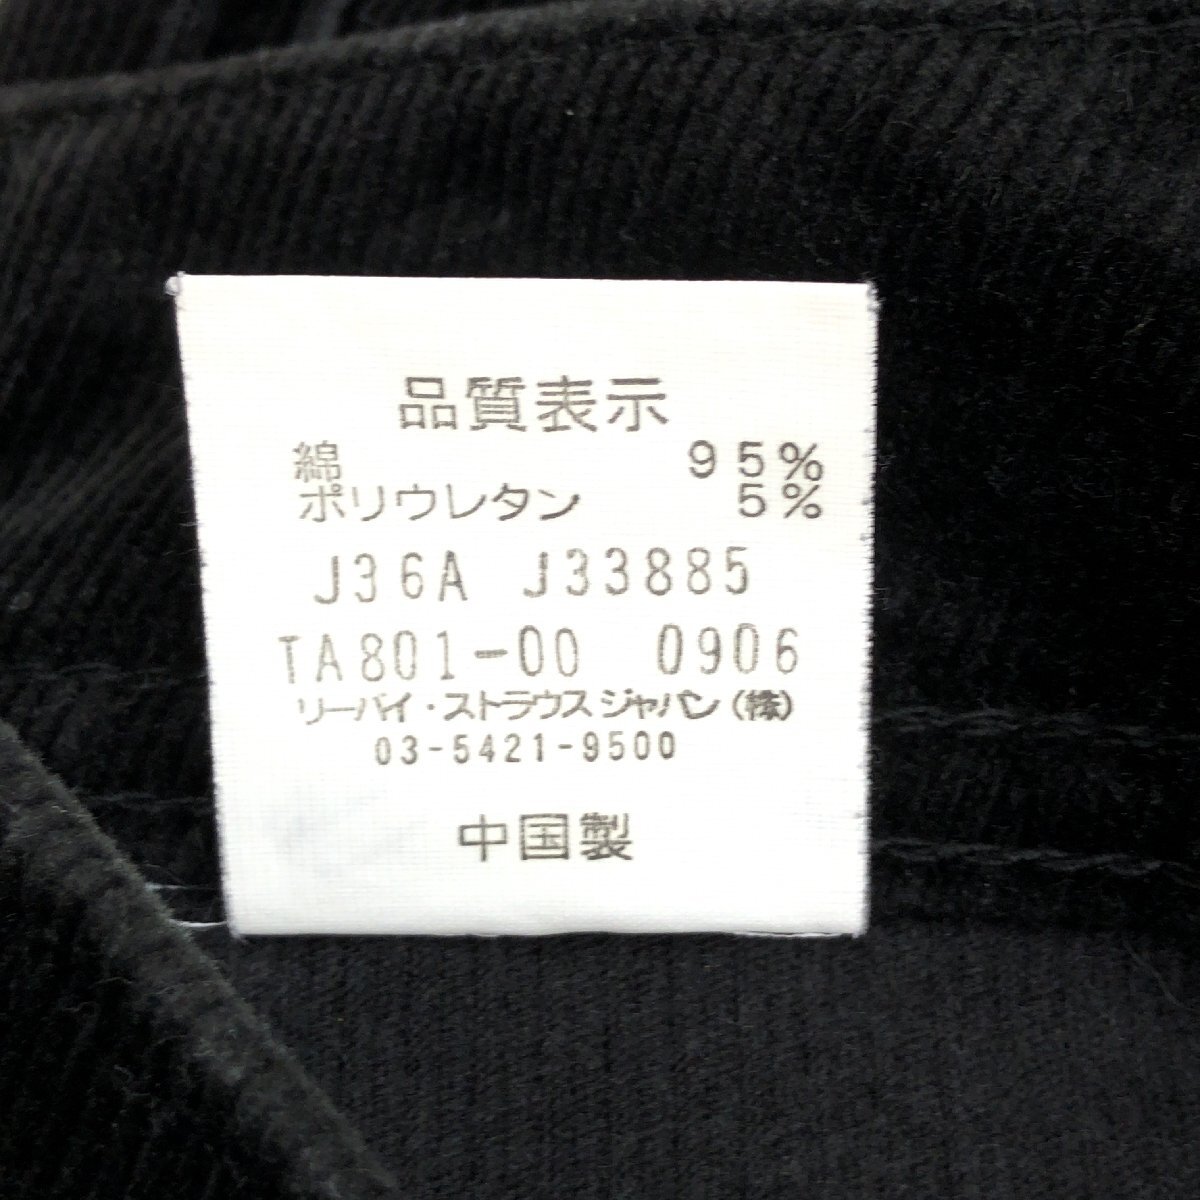 品質表示
綿 95%
ポリウレタン 5%
J36A J33885
TA801-00 0906
リーバイ・ストラウスジャパン(株)
03-5421-9500
中国製